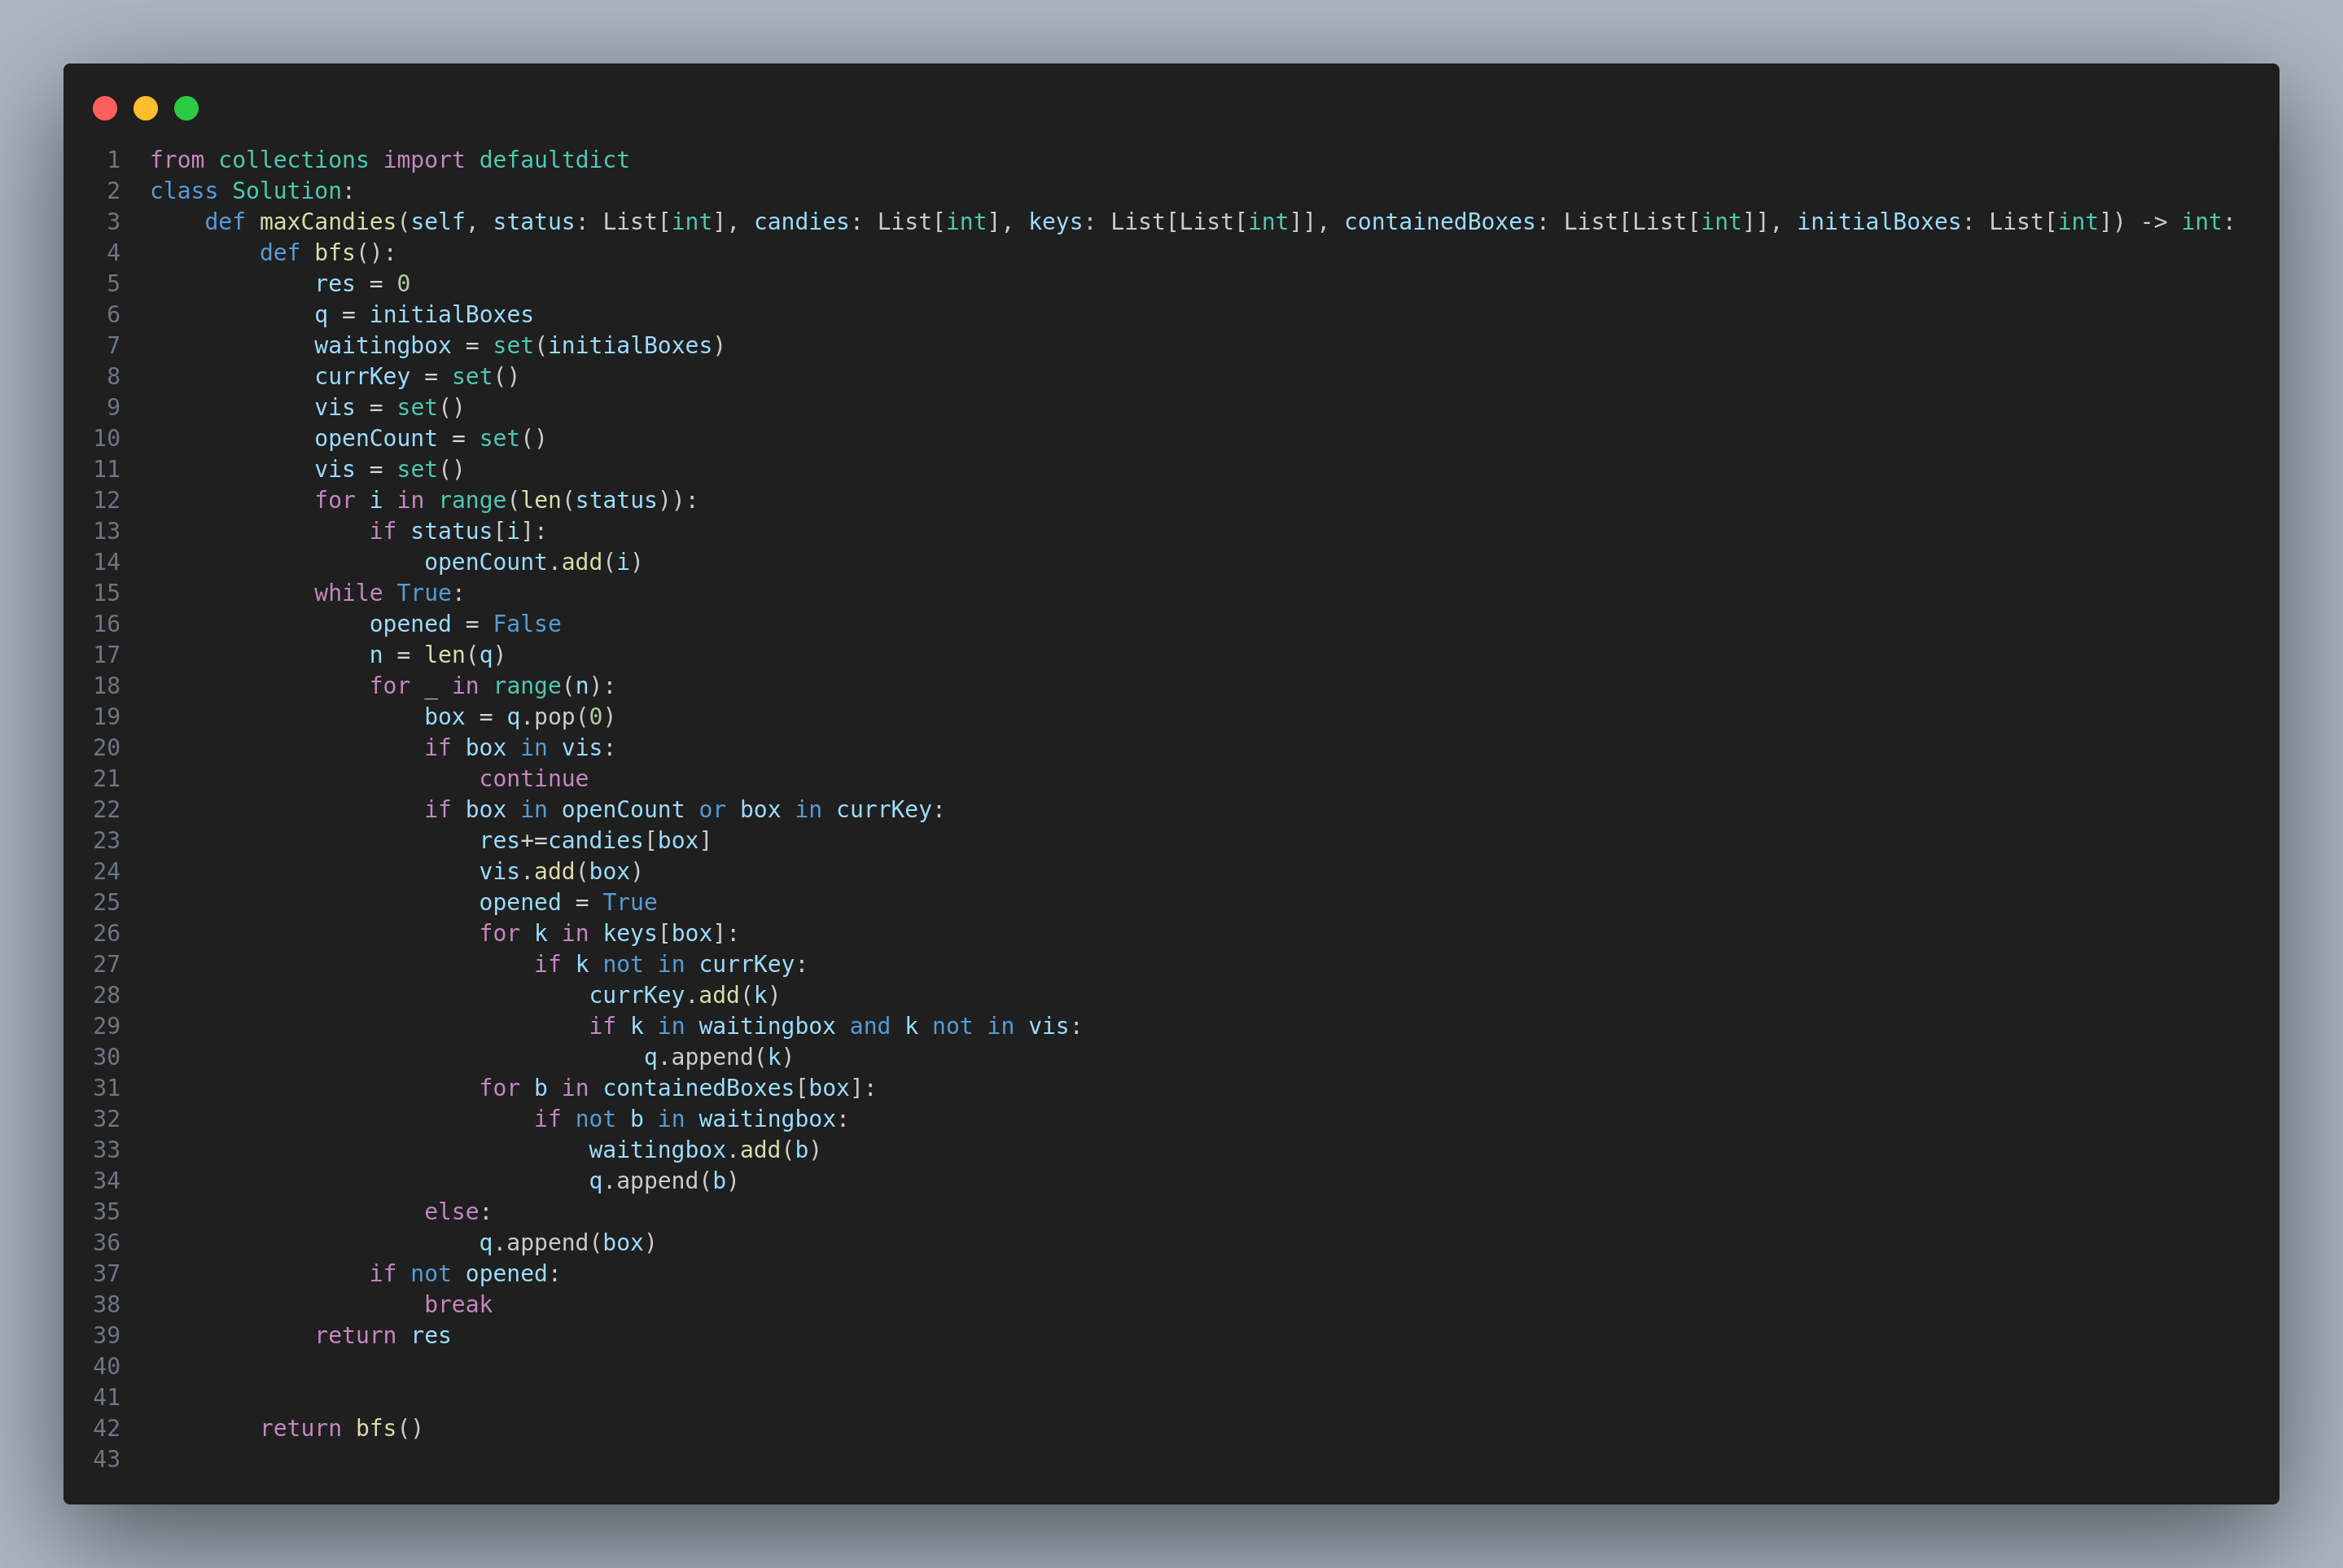 1 from collections import defaultdict
2 class Solution:
3     def maxCandies(self, status: List[int], candies: List[int], keys: List[List[int]], containedBoxes: List[List[int]], initialBoxes: List[int]) -> int:
4         def bfs():
5             res = 0
6             q = initialBoxes
7             waitingbox = set(initialBoxes)
8             currKey = set()
9             vis = set()
10             openCount = set()
11             vis = set()
12             for i in range(len(status)):
13                 if status[i]:
14                     openCount.add(i)
15             while True:
16                 opened = False
17                 n = len(q)
18                 for _ in range(n):
19                     box = q.pop(0)
20                     if box in vis:
21                         continue
22                     if box in openCount or box in currKey:
23                         res+=candies[box]
24                         vis.add(box)
25                         opened = True
26                         for k in keys[box]:
27                             if k not in currKey:
28                                 currKey.add(k)
29                                 if k in waitingbox and k not in vis:
30                                     q.append(k)
31                         for b in containedBoxes[box]:
32                             if not b in waitingbox:
33                                 waitingbox.add(b)
34                                 q.append(b)
35                     else:
36                         q.append(box)
37                 if not opened:
38                     break
39             return res
40
41
42         return bfs()
43